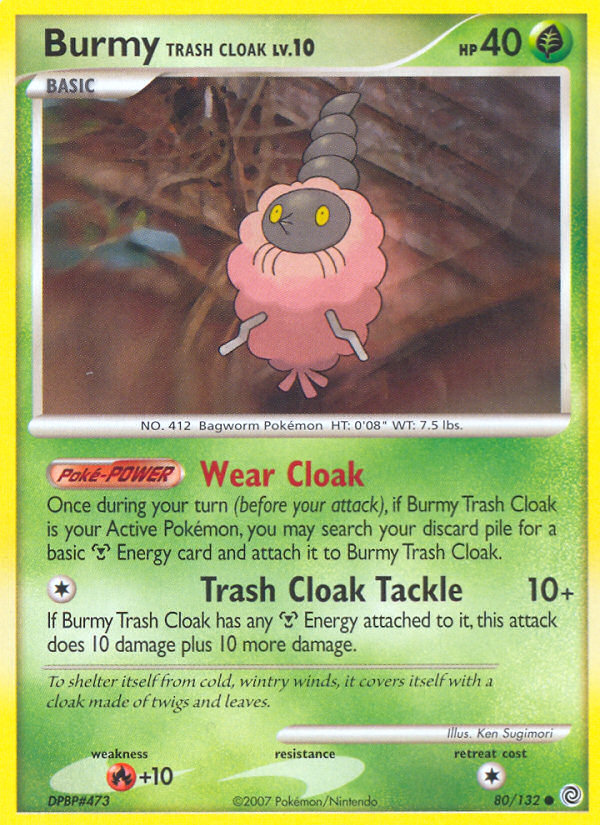 Burmy TRASH CLOAK LV.10 HP 40
BASIC
NO. 412 Bagworm Pokémon HT: 0'08" WT: 7.5 lbs.
Poké-POWER Wear Cloak
Once during your turn (before your attack), if Burmy Trash Cloak
is your Active Pokémon, you may search your discard pile for a
basic Energy card and attach it to Burmy Trash Cloak.
Trash Cloak Tackle 10+
If Burmy Trash Cloak has any Energy attached to it, this attack
does 10 damage plus 10 more damage.
To shelter itself from cold, wintry winds, it covers itself with a
cloak made of twigs and leaves.
Illus. Ken Sugimori
weakness resistance retreat cost
+10
DPBP#473 ©2007 Pokémon/Nintendo 80/132